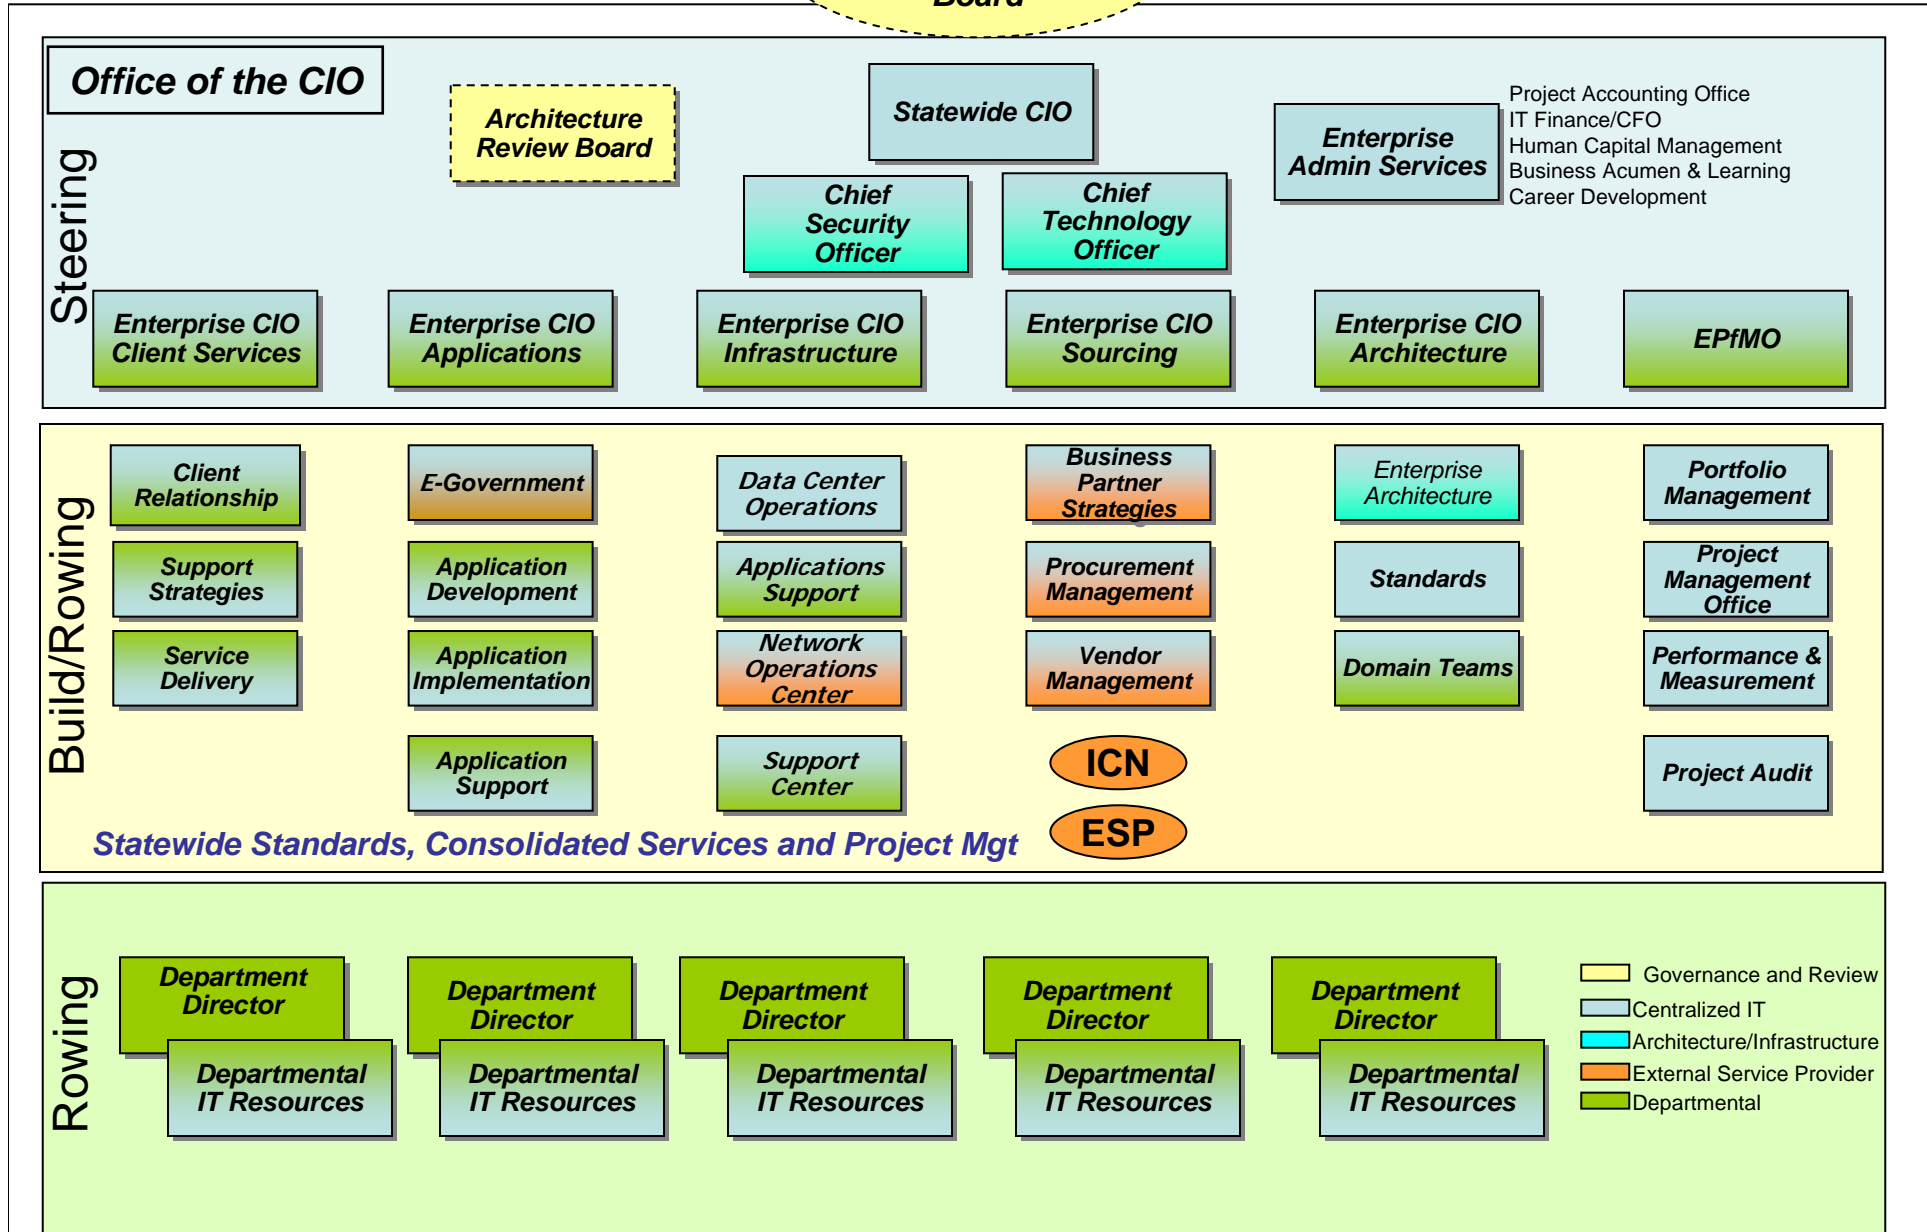 Board
Office of the CIO
Steering
Architecture
Review Board
Statewide CIO
Enterprise
Admin Services
Project Accounting Office
IT Finance/CFO
Human Capital Management
Business Acumen & Learning
Career Development
Chief
Security
Officer
Chief
Technology
Officer
Enterprise CIO
Client Services
Enterprise CIO
Applications
Enterprise CIO
Infrastructure
Enterprise CIO
Sourcing
Enterprise CIO
Architecture
EPfMO
Build/Rowing
Client
Relationship
E-Government
Data Center
Operations
Business
Partner
Strategies
Enterprise
Architecture
Portfolio
Management
Support
Strategies
Application
Development
Applications
Support
Procurement
Management
Standards
Project
Management
Office
Service
Delivery
Application
Implementation
Network
Operations
Center
Vendor
Management
Domain Teams
Performance &
Measurement
Application
Support
Support
Center
ICN
Project Audit
ESP
Statewide Standards, Consolidated Services and Project Mgt
Rowing
Department
Director
Departmental
IT Resources
Department
Director
Departmental
IT Resources
Department
Director
Departmental
IT Resources
Department
Director
Departmental
IT Resources
Department
Director
Departmental
IT Resources
Governance and Review
Centralized IT
Architecture/Infrastructure
External Service Provider
Departmental